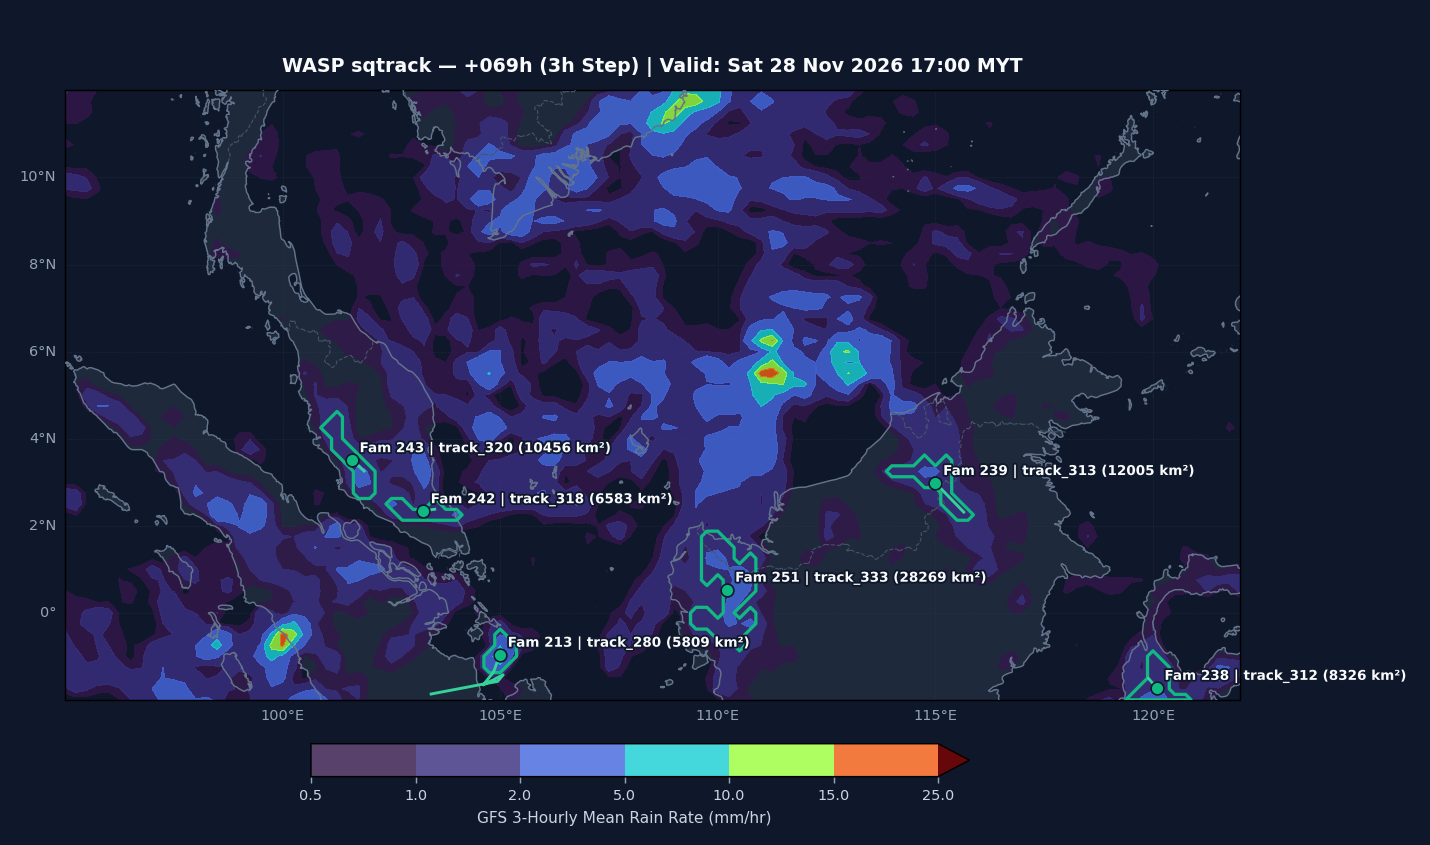 WASP sqtrack — +069h (3h Step) | Valid: Sat 28 Nov 2026 17:00 MYT
10°N
8°N
6°N
4°N
2°N
0°
Fam 243 | track_320 (10456 km²)
Fam 242 | track_318 (6583 km²)
Fam 239 | track_313 (12005 km²)
Fam 251 | track_333 (28269 km²)
Fam 213 | track_280 (5809 km²)
Fam 238 | track_312 (8326 km²)
100°E 105°E 110°E 115°E 120°E
0.5 1.0 2.0 5.0 10.0 15.0 25.0
GFS 3-Hourly Mean Rain Rate (mm/hr)